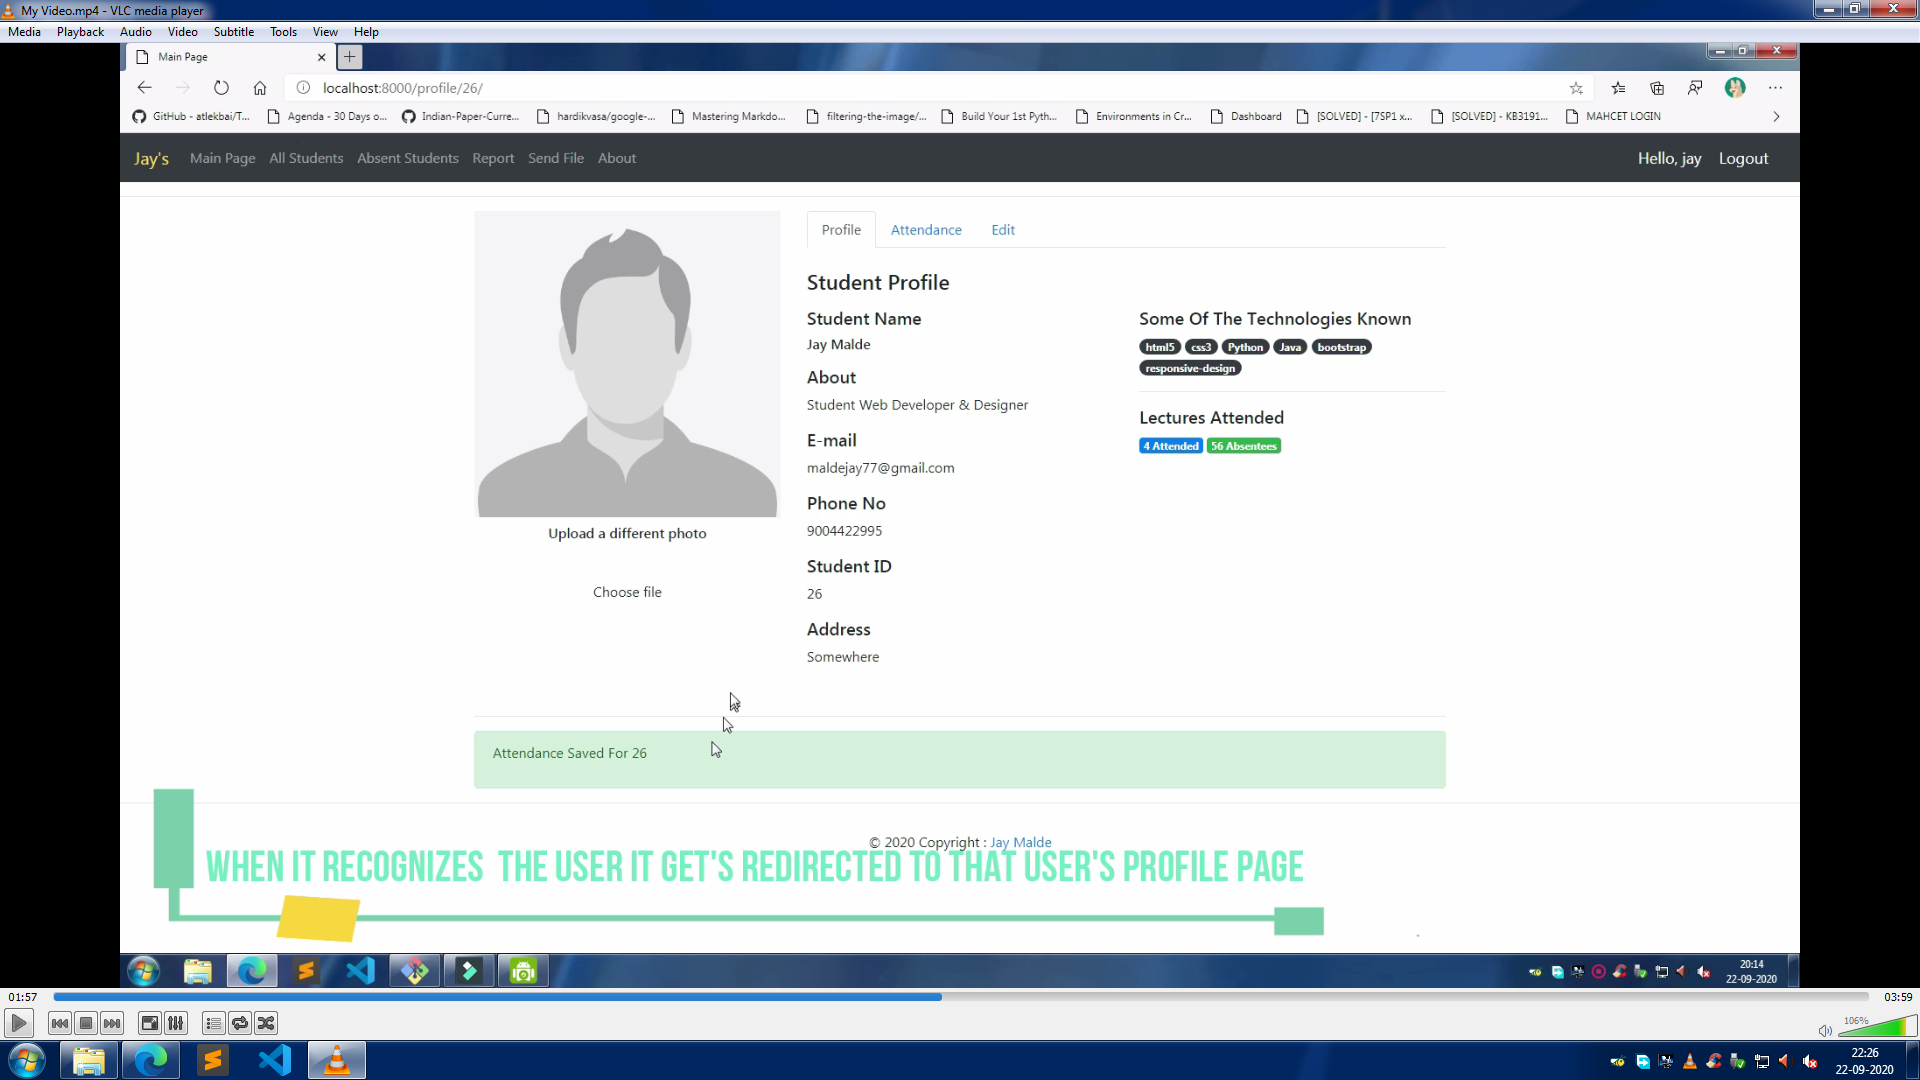 My Video.mp4 - VLC media player
Media Playback Audio Video Subtitle Tools View Help
Main Page
localhost:8000/profile/26/
GitHub - atlekbai/T... Agenda - 30 Days o... Indian-Paper-Curre... hardikvasa/google-... Mastering Markdo... filtering-the-image/... Build Your 1st Pyth... Environments in Cr... Dashboard [SOLVED] - [7SP1 x... [SOLVED] - KB3191... MAHCET LOGIN
Jay's Main Page All Students Absent Students Report Send File About Hello, jay Logout
Profile Attendance Edit
Student Profile
Student Name
Jay Malde
About
Student Web Developer & Designer
E-mail
maldejay77@gmail.com
Phone No
9004422995
Student ID
26
Address
Somewhere
Some Of The Technologies Known
html5 css3 Python Java bootstrap
responsive-design
Lectures Attended
4 Attended 56 Absentees
Upload a different photo
Choose file
Attendance Saved For 26
© 2020 Copyright : Jay Malde
WHEN IT RECOGNIZES THE USER IT GET'S REDIRECTED TO THAT USER'S PROFILE PAGE
20:14
22-09-2020
01:57 03:59
106%
22:26
22-09-2020